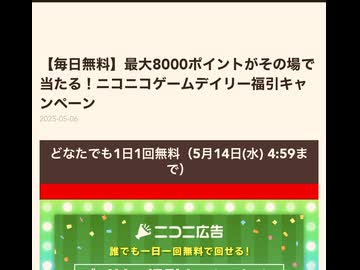 【毎日無料】最大8000ポイントがその場で
当たる！ニコニコゲームデイリー福引キャ
ンペーン
2025-05-06
どなたでも1日1回無料（5月14日(水) 4:59ま
で）
ニコニ広告
誰でも一日一回無料で回せる！